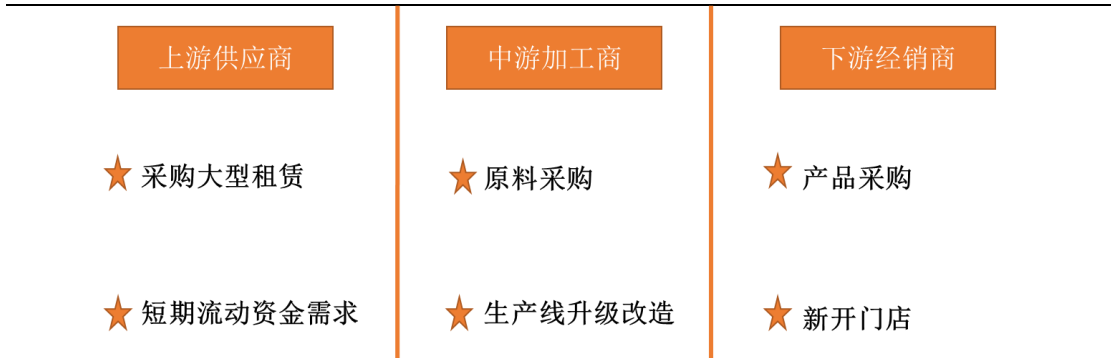 上游供应商
中游加工商
下游经销商
采购大型租赁
原料采购
产品采购
短期流动资金需求
生产线升级改造
新开门店